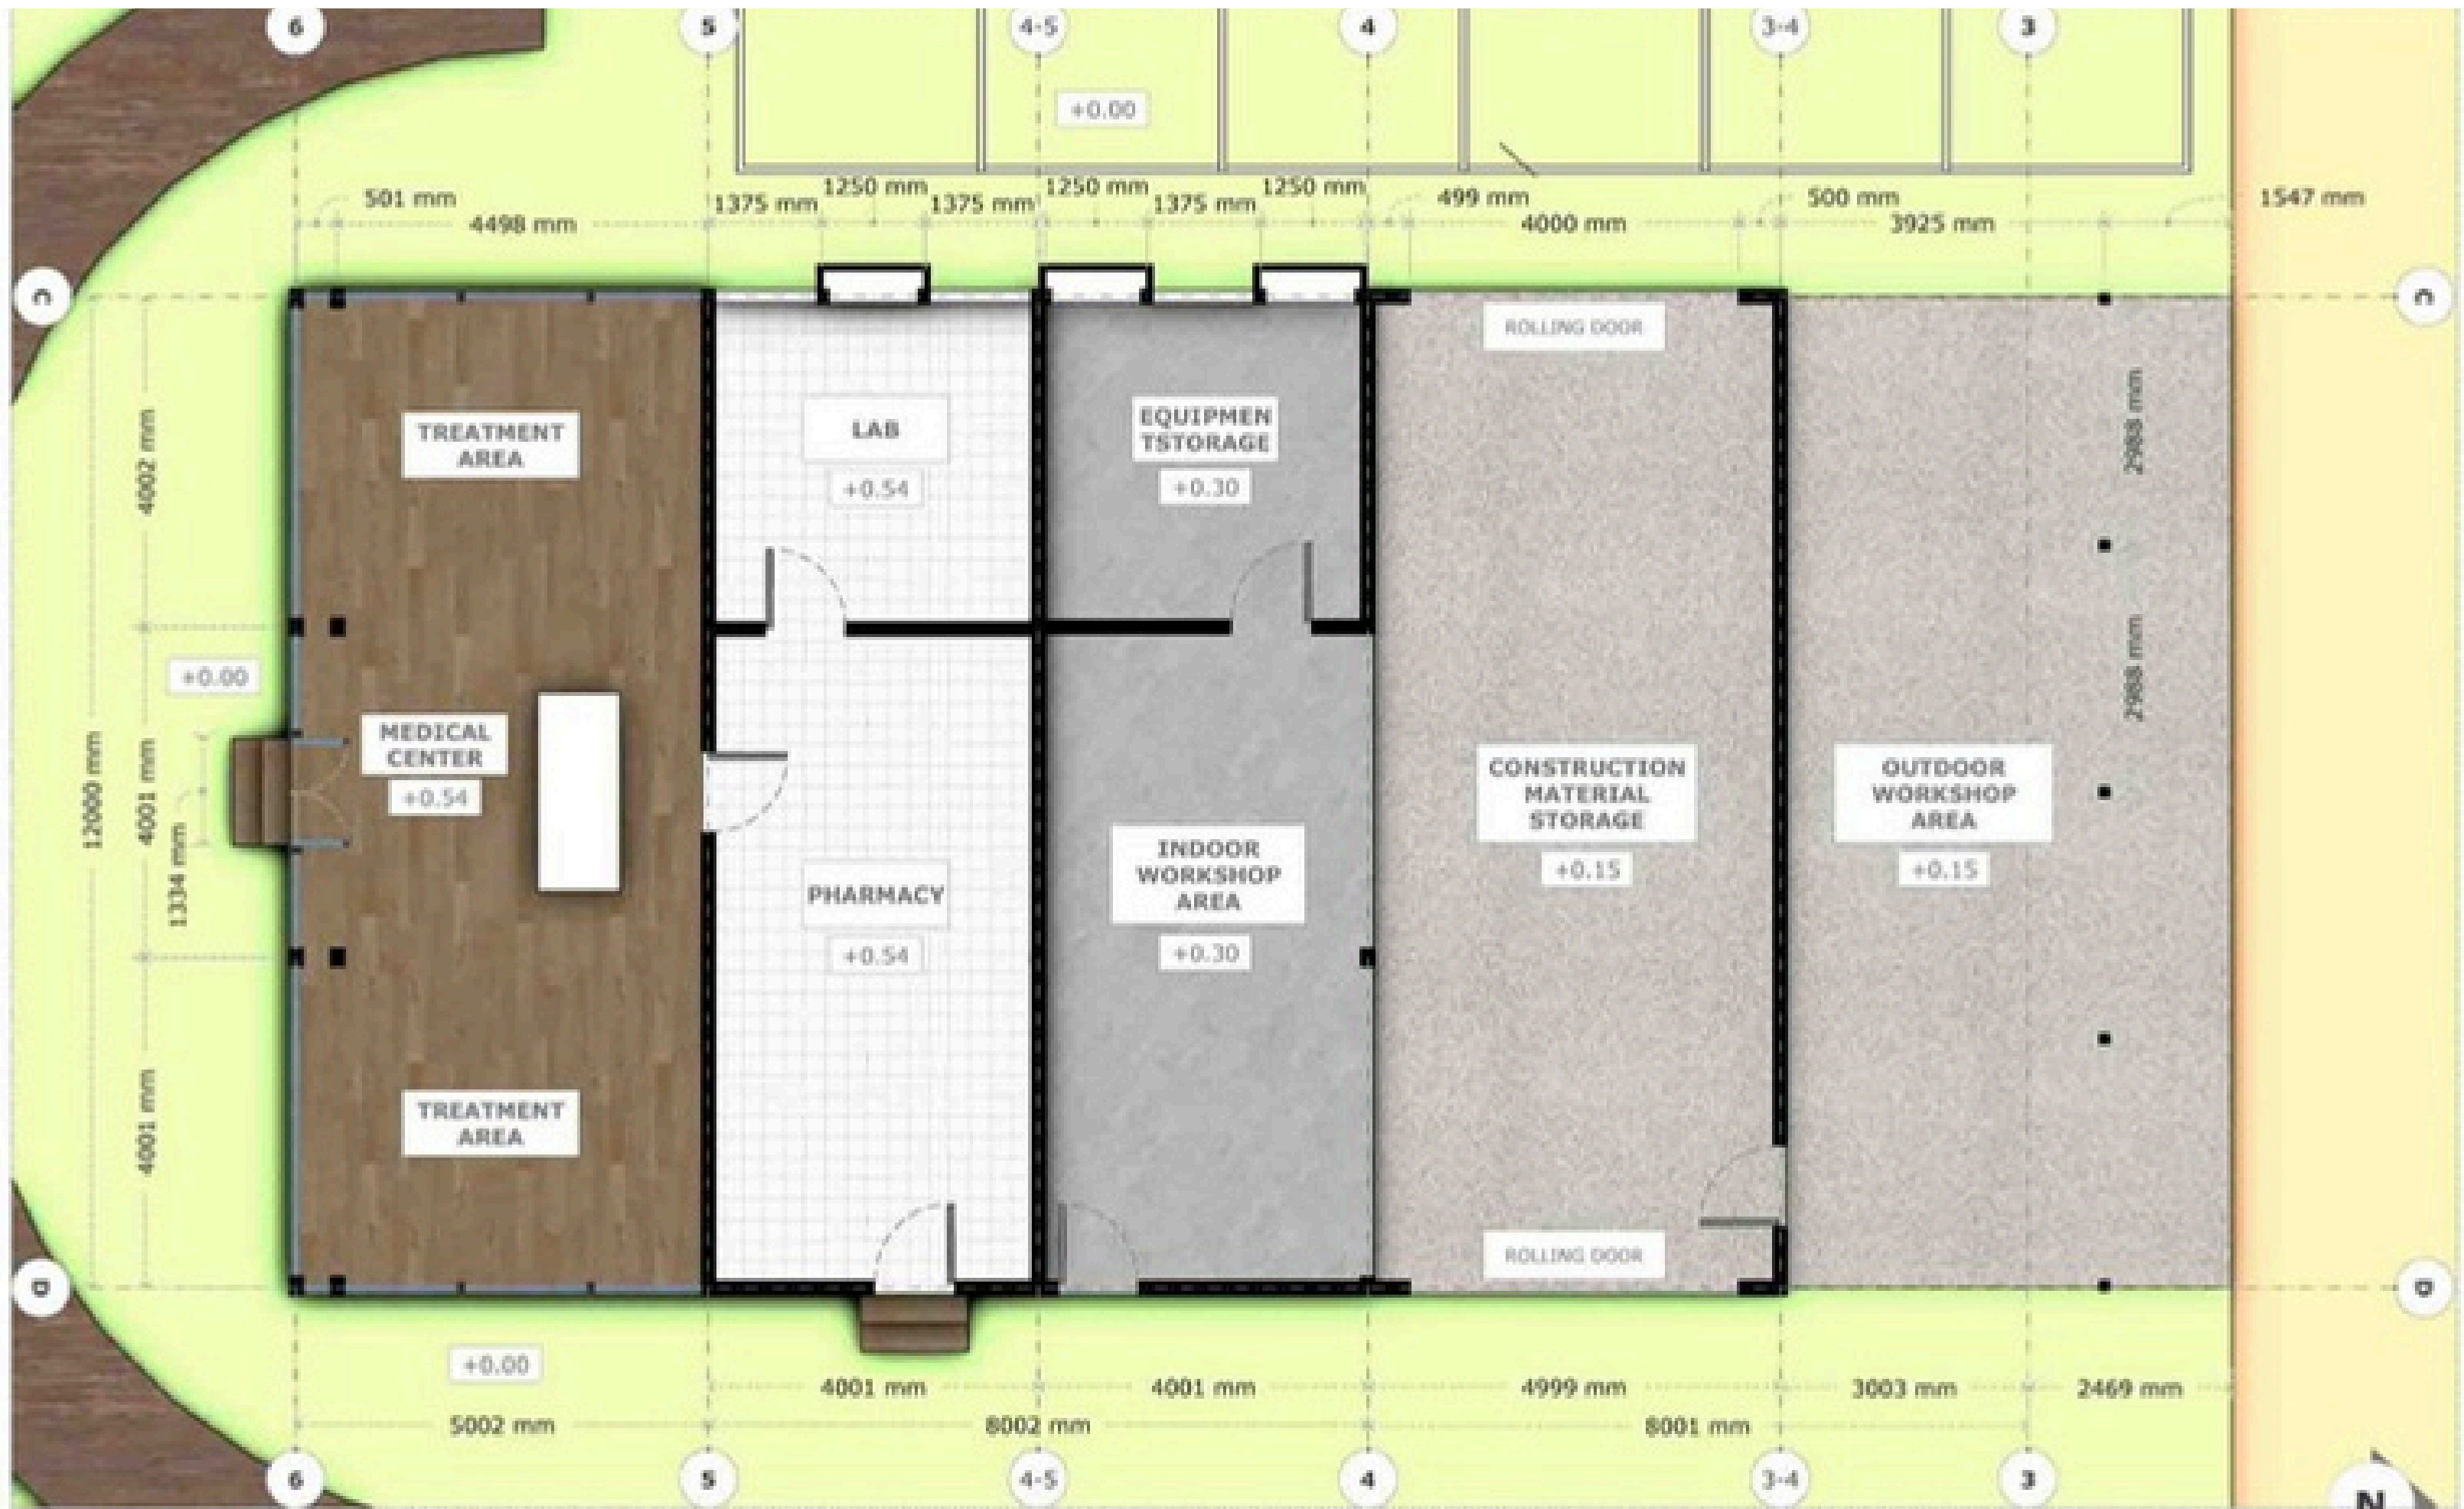 6
5
4-5
4
3-4
3
+0.00
501 mm
4498 mm
1375 mm
1250 mm
1375 mm
1250 mm
1375 mm
1250 mm
499 mm
4000 mm
500 mm
3925 mm
1547 mm
C
C
ROLLING DOOR
TREATMENT
AREA
LAB
+0.54
EQUIPMEN
TSTORAGE
+0.30
4002 mm
2988 mm
+0.00
2988 mm
MEDICAL
CENTER
+0.54
12000 mm
4001 mm
1334 mm
PHARMACY
+0.54
INDOOR
WORKSHOP
AREA
+0.30
CONSTRUCTION
MATERIAL
STORAGE
+0.15
OUTDOOR
WORKSHOP
AREA
+0.15
4001 mm
TREATMENT
AREA
ROLLING DOOR
D
D
+0.00
4001 mm
4001 mm
4999 mm
3003 mm
2469 mm
5002 mm
8002 mm
8001 mm
6
5
4-5
4
3-4
3
N